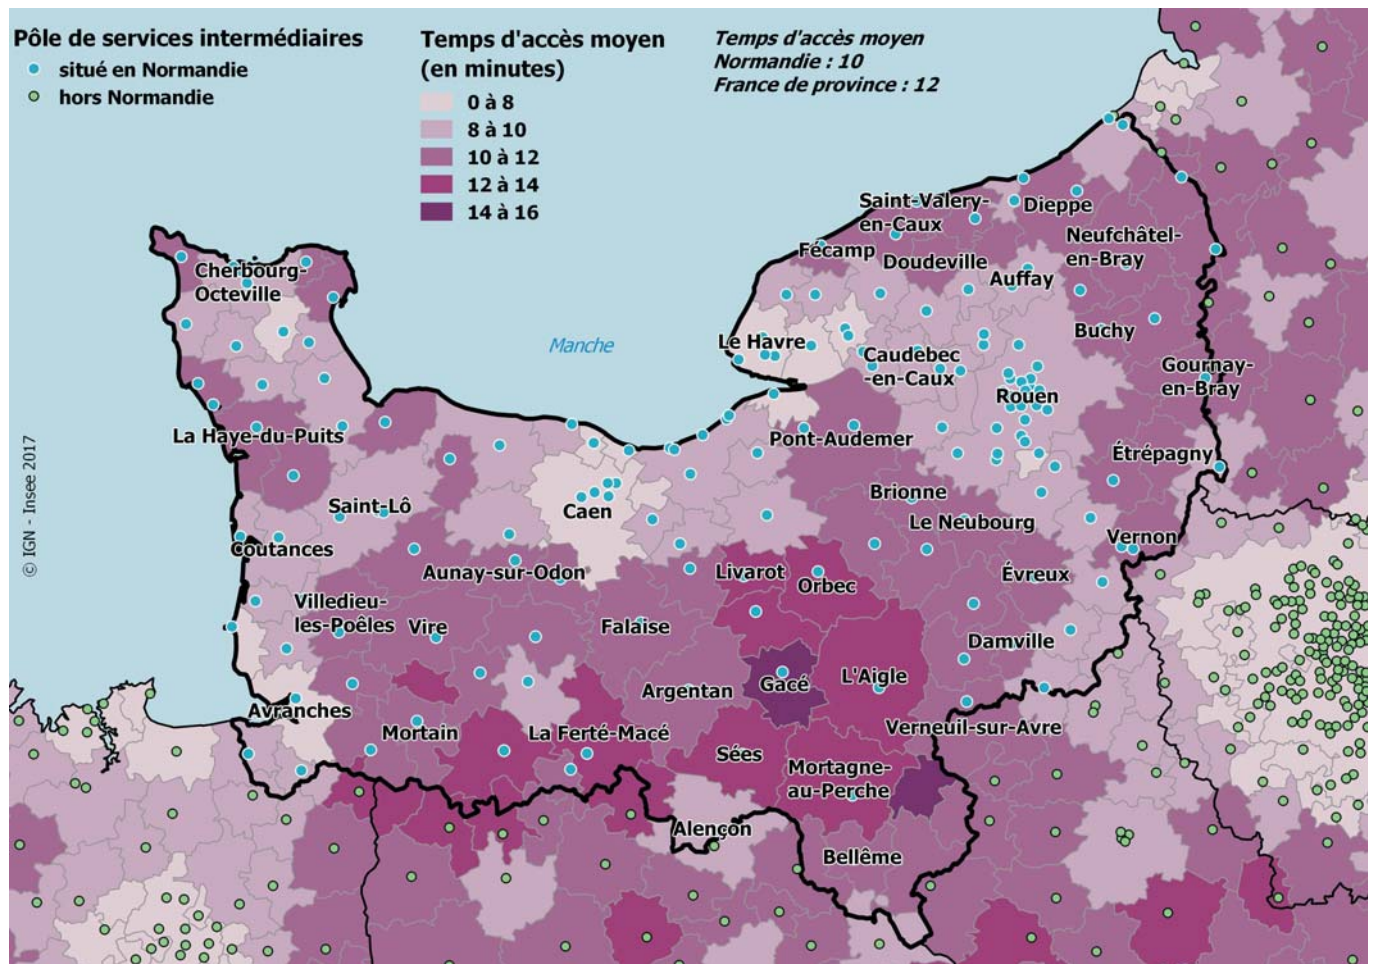 Pôle de services intermédiaires
situé en Normandie
hors Normandie
Temps d'accès moyen
(en minutes)
0 à 8
8 à 10
10 à 12
12 à 14
14 à 16
Temps d'accès moyen
Normandie : 10
France de province : 12
Saint-Valery-
en-Caux
Dieppe
Neufchâtel-
en-Bray
Fécamp
Doudeville
Auffay
Cherbourg-
Octeville
Buchy
Manche
Le Havre
Caudebec
-en-Caux
Gournay-
en-Bray
Rouen
La Haye-du-Puits
Pont-Audemer
Étrépagny
Saint-Lô
Caen
Brionne
Le Neubourg
Vernon
Coutances
Aunay-sur-Odon
Livarot
Orbec
Évreux
Villedieu-
les-Poêles
Vire
Falaise
Damville
Argentan
Gacé
L'Aigle
Avranches
Mortain
La Ferté-Macé
Verneuil-sur-Avre
Sées
Mortagne-
au-Perche
Alençon
Bellême
© IGN - Insee 2017